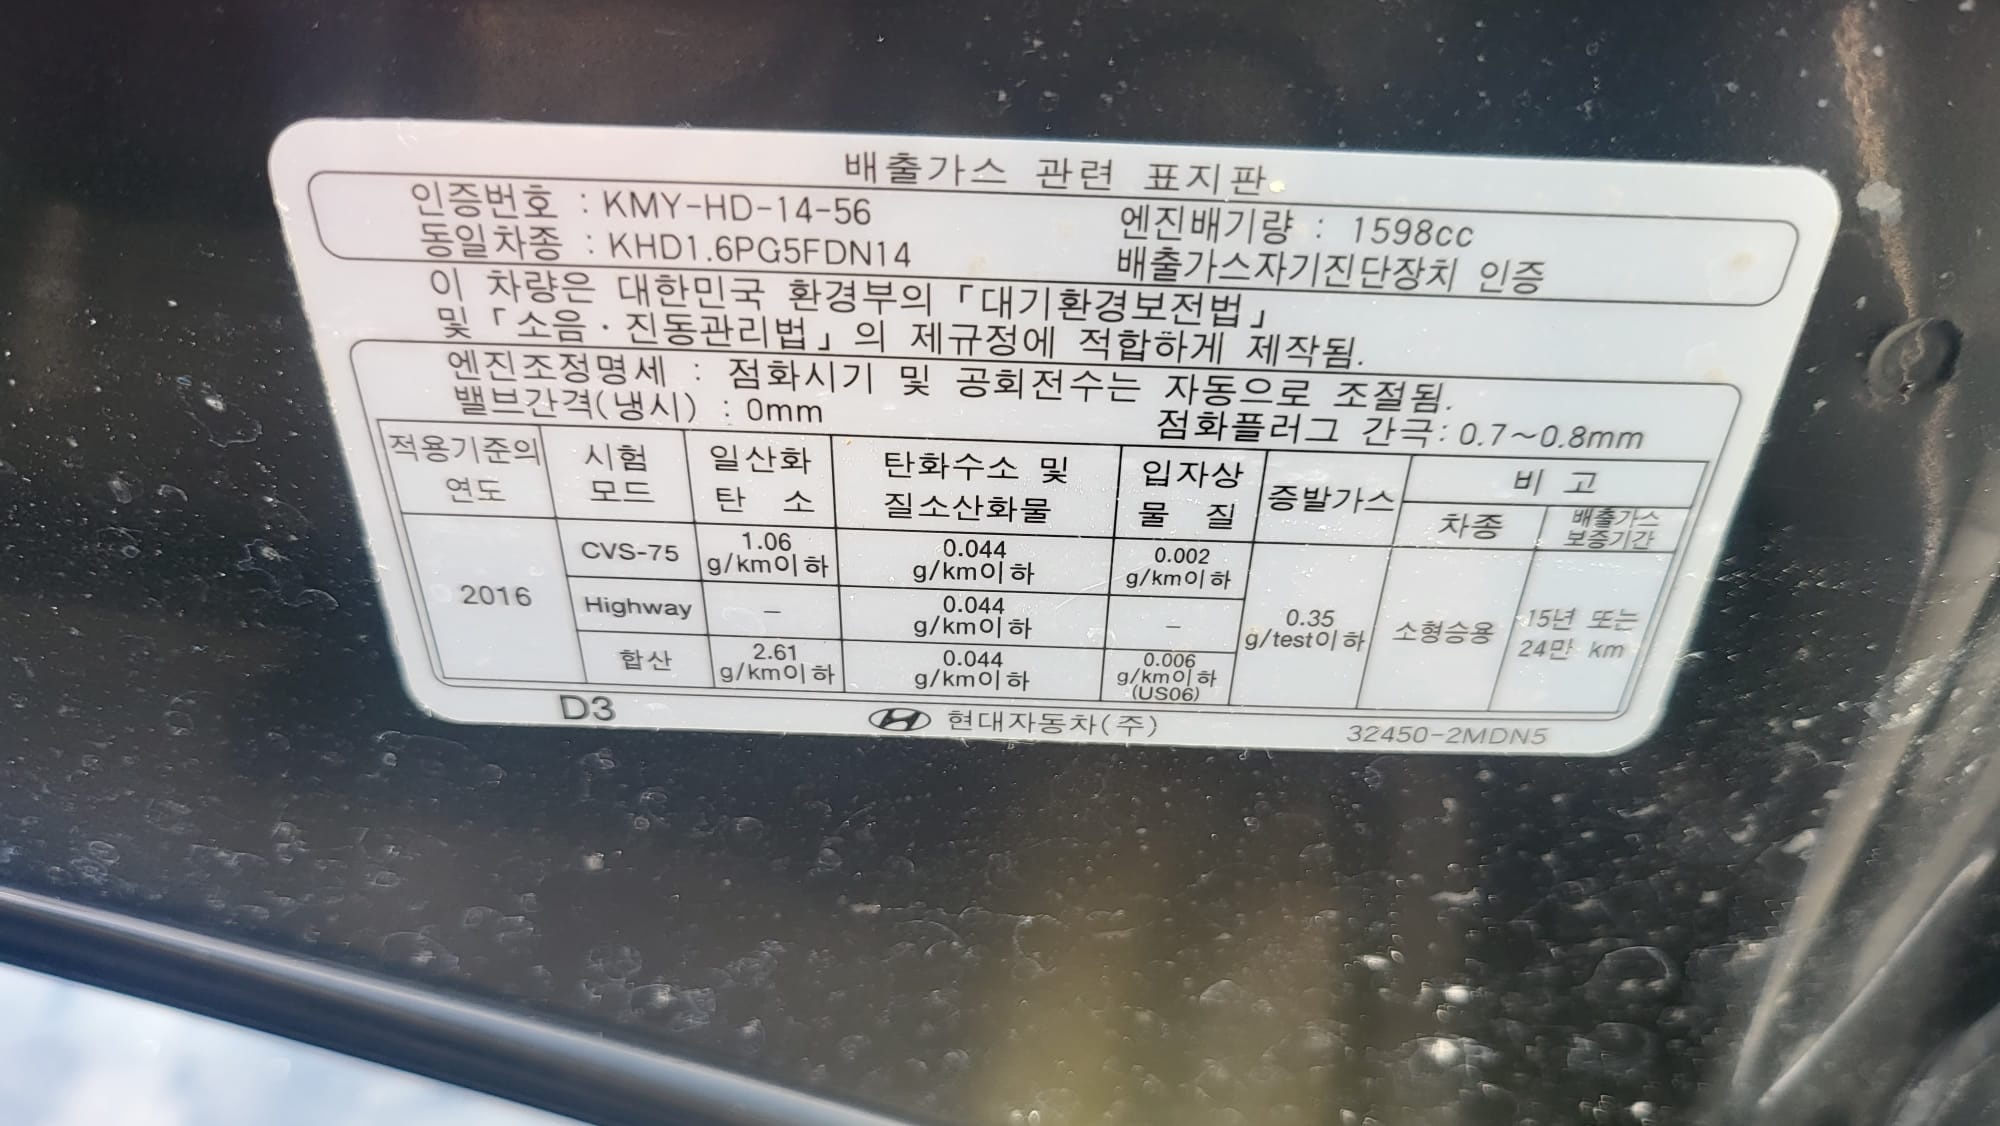 배출가스 관련 표지판
인증번호 : KMY-HD-14-56 엔진배기량 : 1598cc
동일차종 : KHD1.6PG5FDN14 배출가스자기진단장치 인증
이 차량은 대한민국 환경부의 「대기환경보전법」
및 「소음·진동관리법」의 제규정에 적합하게 제작됨.
엔진조정명세 : 점화시기 및 공회전수는 자동으로 조절됨.
밸브간격(냉시) : 0mm 점화플러그 간극: 0.7~0.8mm
적용기준의 연도 시험 모드 일산화 탄 소 탄화수소 및 질소산화물 입자상 물 질 증발가스 비 고
차종 배출가스 보증기간
2016 CVS-75 1.06 g/km이하 0.044 g/km이하 0.002 g/km이하 0.35 g/test이하 소형승용 15년 또는 24만 km
Highway - 0.044 g/km이하 -
합산 2.61 g/km이하 0.044 g/km이하 0.006 g/km이하 (US06)
D3 현대자동차(주) 32450-2MDN5